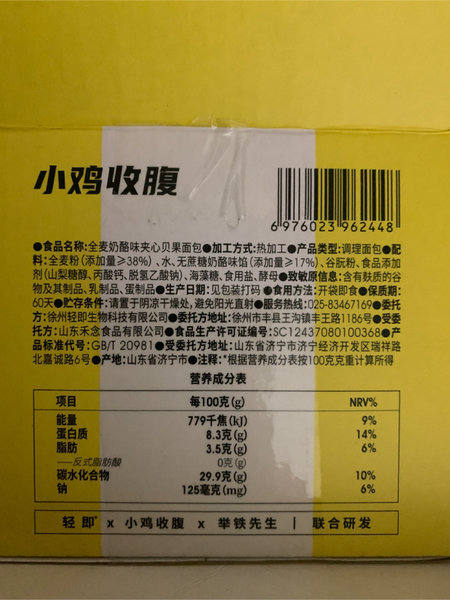 小鸡收腹
6 976023 962448
●食品名称:全麦奶酪味夹心贝果面包●加工方式:热加工●产品类型:调理面包●配
料:全麦粉(添加量≥38%)、水、无蔗糖奶酪味馅(添加量≥17%)、谷朊粉、食品添加
剂(山梨糖醇、丙酸钙、脱氢乙酸钠)、海藻糖、食用盐、酵母●致敏原信息:含有麸质的谷
物及其制品、乳制品、蛋制品●生产日期:见包装打码●食用方法:开袋即食●保质期:
60天●贮存条件:请置于阴凉干燥处,避免阳光直射●服务热线:025-83467169●委托
方:徐州轻即生物科技有限公司●委托方地址:徐州市丰县王沟镇丰王路1186号●受委
托方:山东禾念食品有限公司●食品生产许可证编号:SC12437080100368●产
品标准代号:GB/T 20981●受委托方地址:山东省济宁市济宁经济开发区瑞祥路
北嘉诚路6号●产地:山东省济宁市●注释:*根据营养成分表按100克克重计算所得
营养成分表
项目 每100克(g) NRV%
能量 779千焦(kJ) 9%
蛋白质 8.3克(g) 14%
脂肪 3.5克(g) 6%
——反式脂肪酸 0克(g)
碳水化合物 29.9克(g) 10%
钠 125毫克(mg) 6%
轻即® x 小鸡收腹 x 举铁先生 | 联合研发